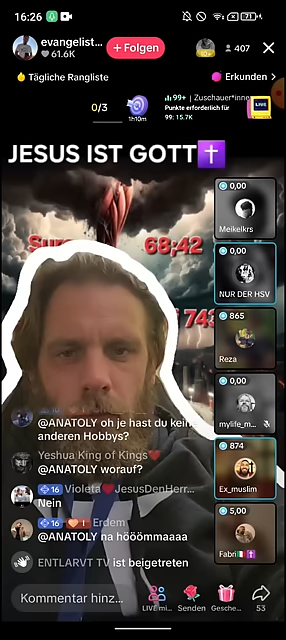 16:26
71
evangelist...
+ Folgen
61.6K
407
Tägliche Rangliste
Erkunden >
0/3
1h10m
99+ | Zuschauer*inne
Punkte erforderlich für
99: 15.7K
LIVE
JESUS IST GOTT✝️
0,00
Meikelkrs
68;42
0,00
NUR DER HSV
865
Reza
@ANATOLY oh je hast du kein
anderen Hobbys?
0,00
mylife_m...
Yeshua King of Kings❤️
@ANATOLY worauf?
874
Ex_muslim
16 Violeta❤️JesusDenHerr...
Nein
16 I Erdem
@ANATOLY na hööömmaaaa
5,00
Fabri🇮🇹✝️
ENTLARVT TV ist beigetreten
Kommentar hinz...
LIVE mi...
Senden
Gesche...
53